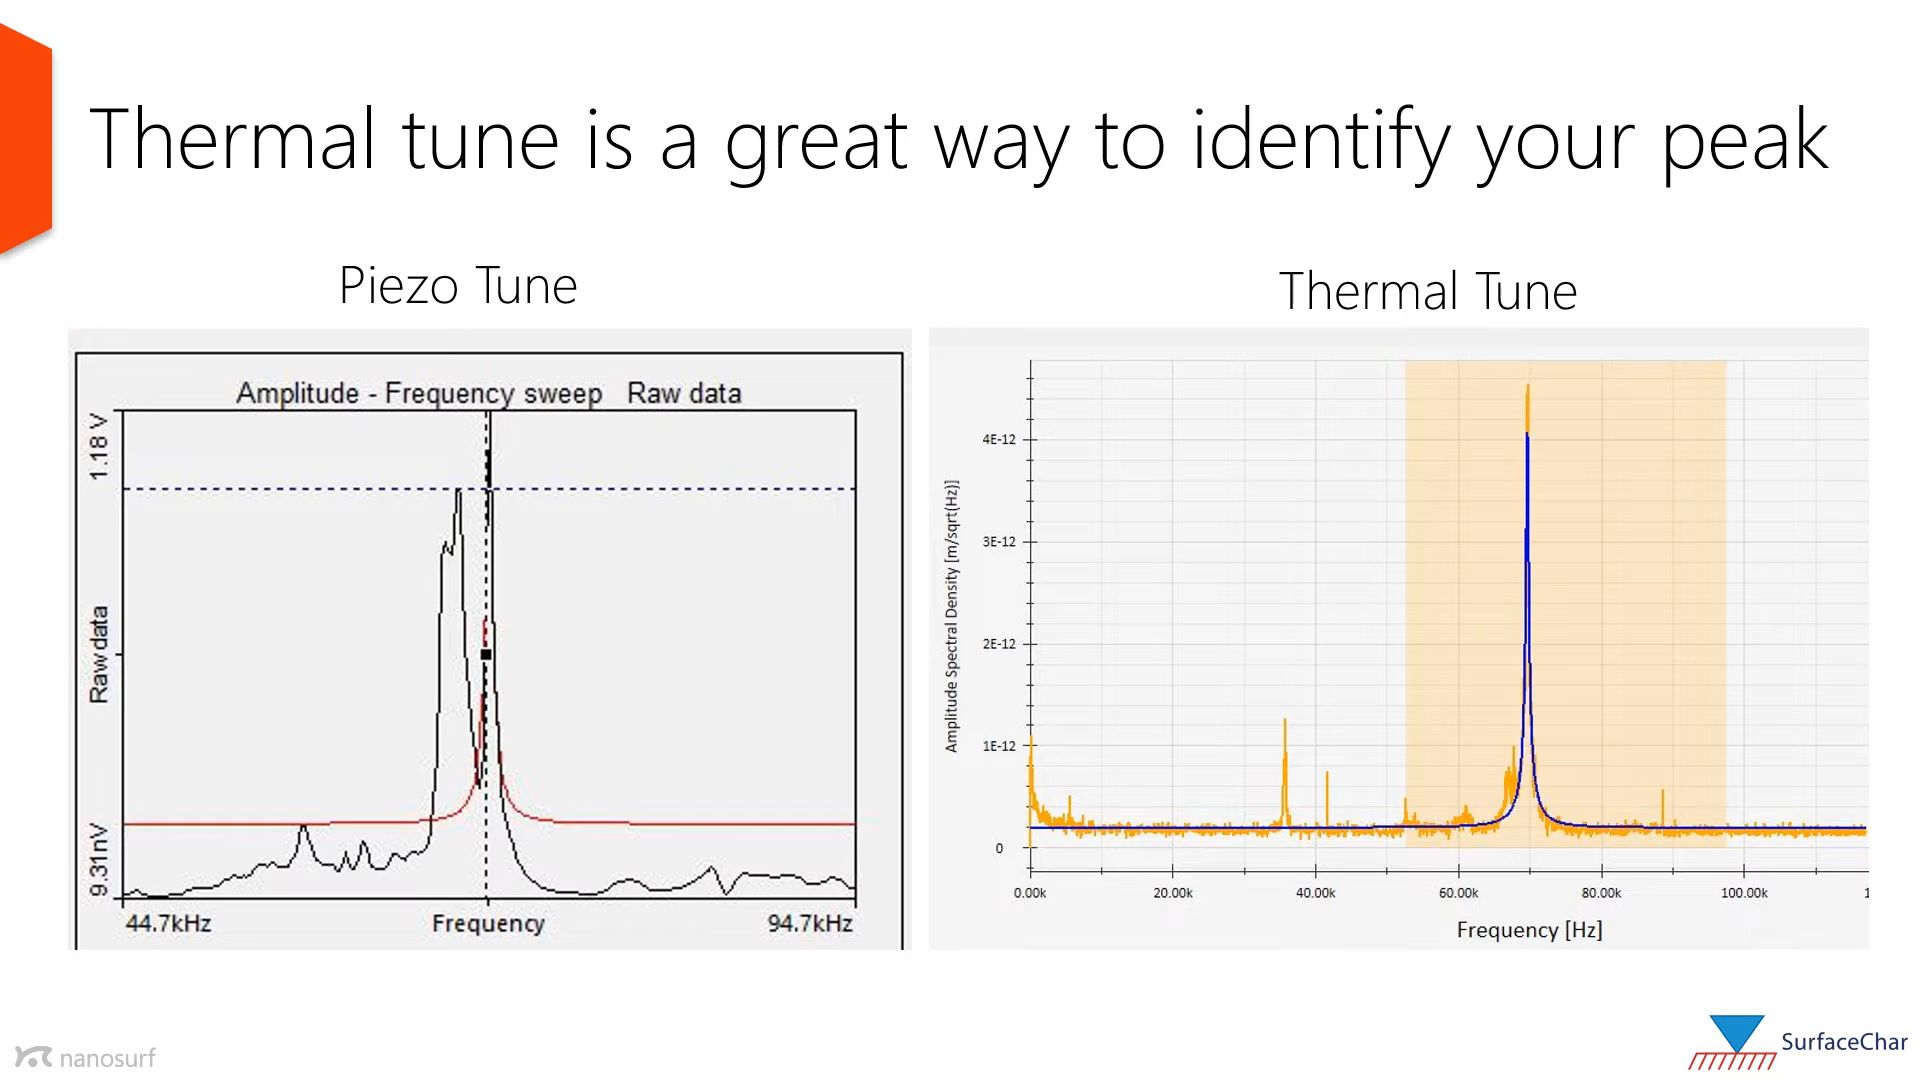 Thermal tune is a great way to identify your peak
Piezo Tune
Thermal Tune
Amplitude - Frequency sweep Raw data
1.18 V
Rawdata
9.31nV
44.7kHz
Frequency
94.7kHz
Amplitude Spectral Density [m/sqrt(Hz)]
4E-12
3E-12
2E-12
1E-12
0
0.00k
20.00k
40.00k
60.00k
80.00k
100.00k
1
Frequency [Hz]
nanosurf
SurfaceChar